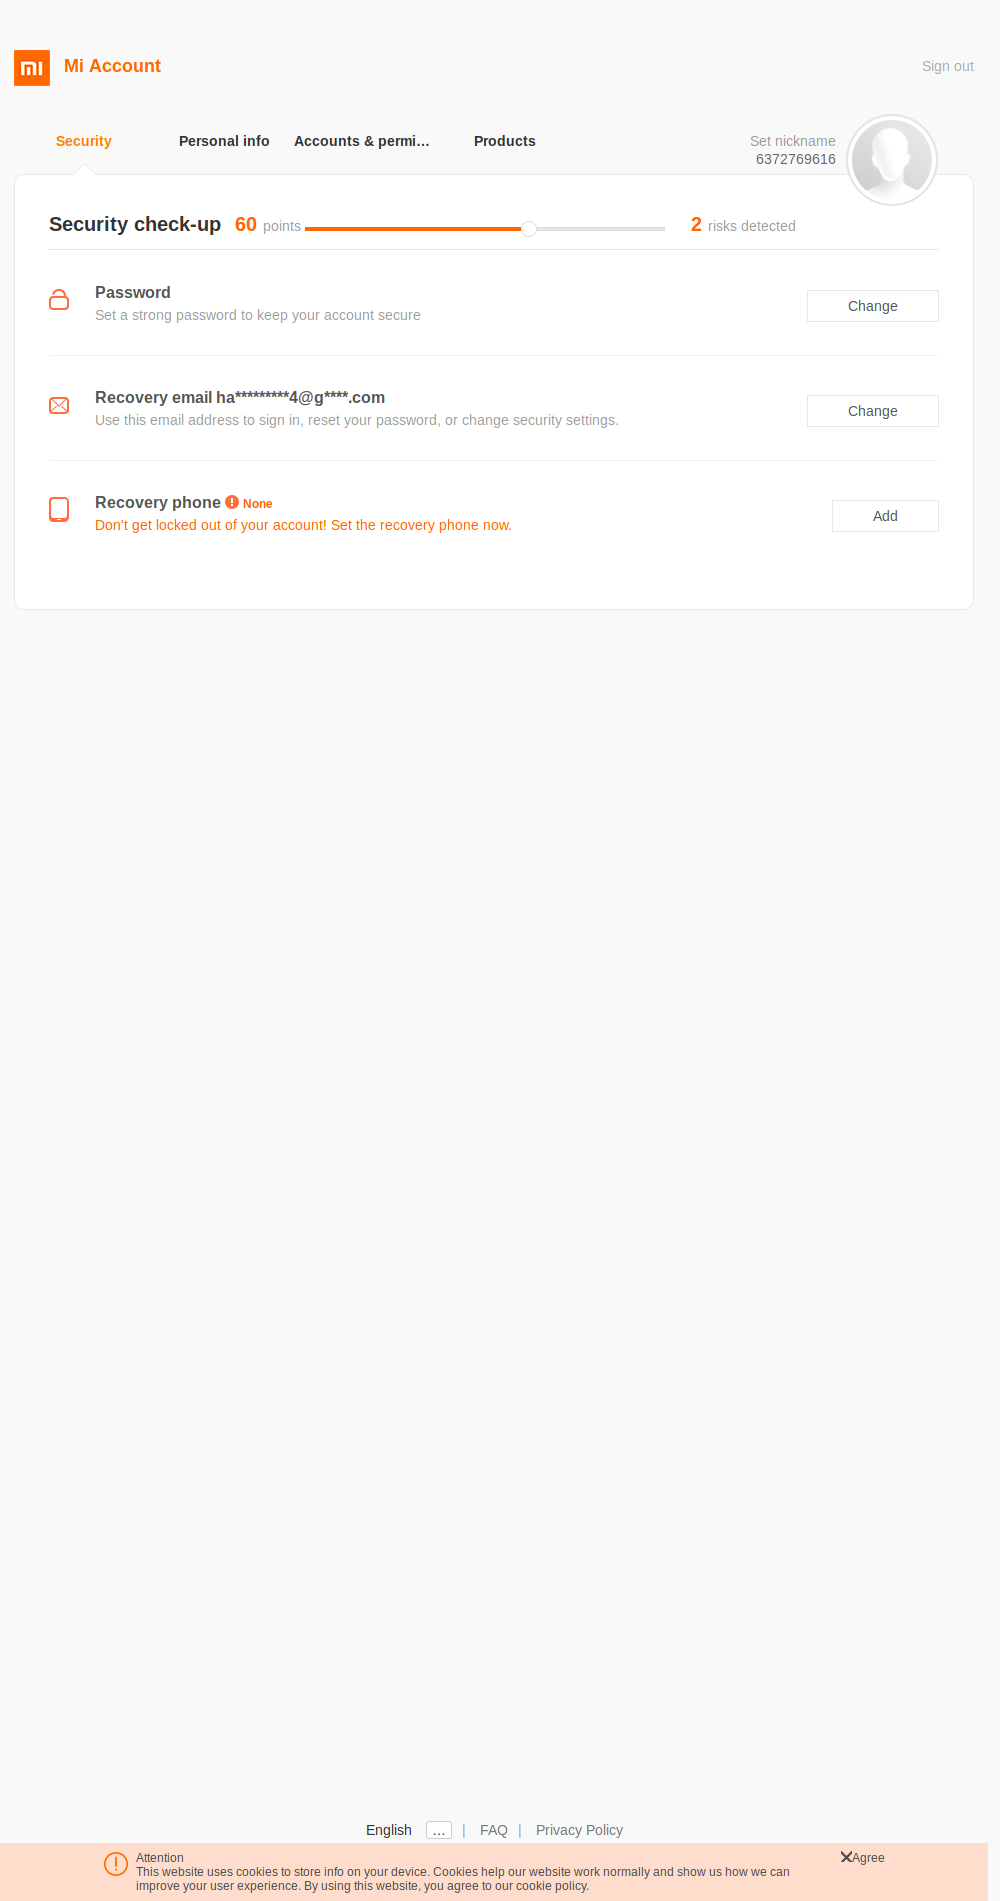 Mi Account
Sign out
Security
Personal info
Accounts & permi...
Products
Set nickname
6372769616
Security check-up 60 points
2 risks detected
Password
Set a strong password to keep your account secure
Change
Recovery email ha*********4@g****.com
Use this email address to sign in, reset your password, or change security settings.
Change
Recovery phone None
Don't get locked out of your account! Set the recovery phone now.
Add
English ... | FAQ | Privacy Policy
Attention
This website uses cookies to store info on your device. Cookies help our website work normally and show us how we can
improve your user experience. By using this website, you agree to our cookie policy.
Agree